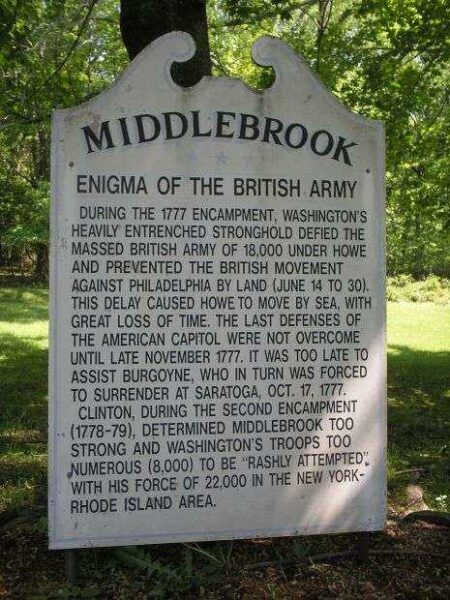 MIDDLEBROOK
ENIGMA OF THE BRITISH ARMY
DURING THE 1777 ENCAMPMENT, WASHINGTON'S
HEAVILY ENTRENCHED STRONGHOLD DEFIED THE
MASSED BRITISH ARMY OF 18,000 UNDER HOWE
AND PREVENTED THE BRITISH MOVEMENT
AGAINST PHILADELPHIA BY LAND (JUNE 14 TO 30).
THIS DELAY CAUSED HOWE TO MOVE BY SEA, WITH
GREAT LOSS OF TIME. THE LAST DEFENSES OF
THE AMERICAN CAPITOL WERE NOT OVERCOME
UNTIL LATE NOVEMBER 1777. IT WAS TOO LATE TO
ASSIST BURGOYNE, WHO IN TURN WAS FORCED
TO SURRENDER AT SARATOGA, OCT. 17, 1777.
CLINTON, DURING THE SECOND ENCAMPMENT
(1778-79), DETERMINED MIDDLEBROOK TOO
STRONG AND WASHINGTON'S TROOPS TOO
NUMEROUS (8,000) TO BE "RASHLY ATTEMPTED"
WITH HIS FORCE OF 22,000 IN THE NEW YORK-
RHODE ISLAND AREA.